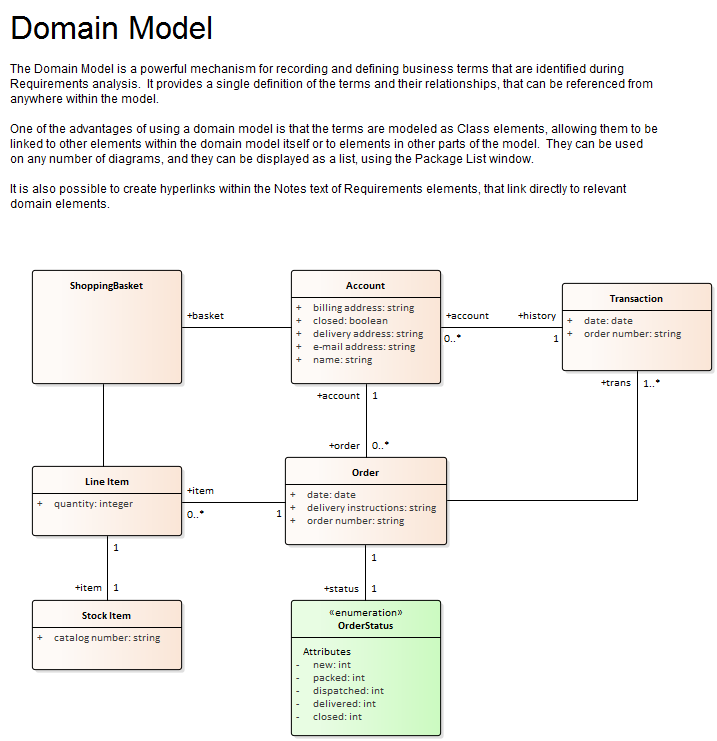 Domain Model
The Domain Model is a powerful mechanism for recording and defining business terms that are identified during
Requirements analysis.  It provides a single definition of the terms and their relationships, that can be referenced from
anywhere within the model.
One of the advantages of using a domain model is that the terms are modeled as Class elements, allowing them to be
linked to other elements within the domain model itself or to elements in other parts of the model.  They can be used
on any number of diagrams, and they can be displayed as a list, using the Package List window.
It is also possible to create hyperlinks within the Notes text of Requirements elements, that link directly to relevant
domain elements.
ShoppingBasket
+basket
Account
+ billing address: string
+ closed: boolean
+ delivery address: string
+ e-mail address: string
+ name: string
+account
0..*
+history
1
Transaction
+ date: date
+ order number: string
+trans 1..*
+account 1
+order 0..*
Line Item
+ quantity: integer
+item
0..*
1
Order
+ date: date
+ delivery instructions: string
+ order number: string
1
+item 1
1
+status 1
Stock Item
+ catalog number: string
«enumeration»
OrderStatus
Attributes
- new: int
- packed: int
- dispatched: int
- delivered: int
- closed: int